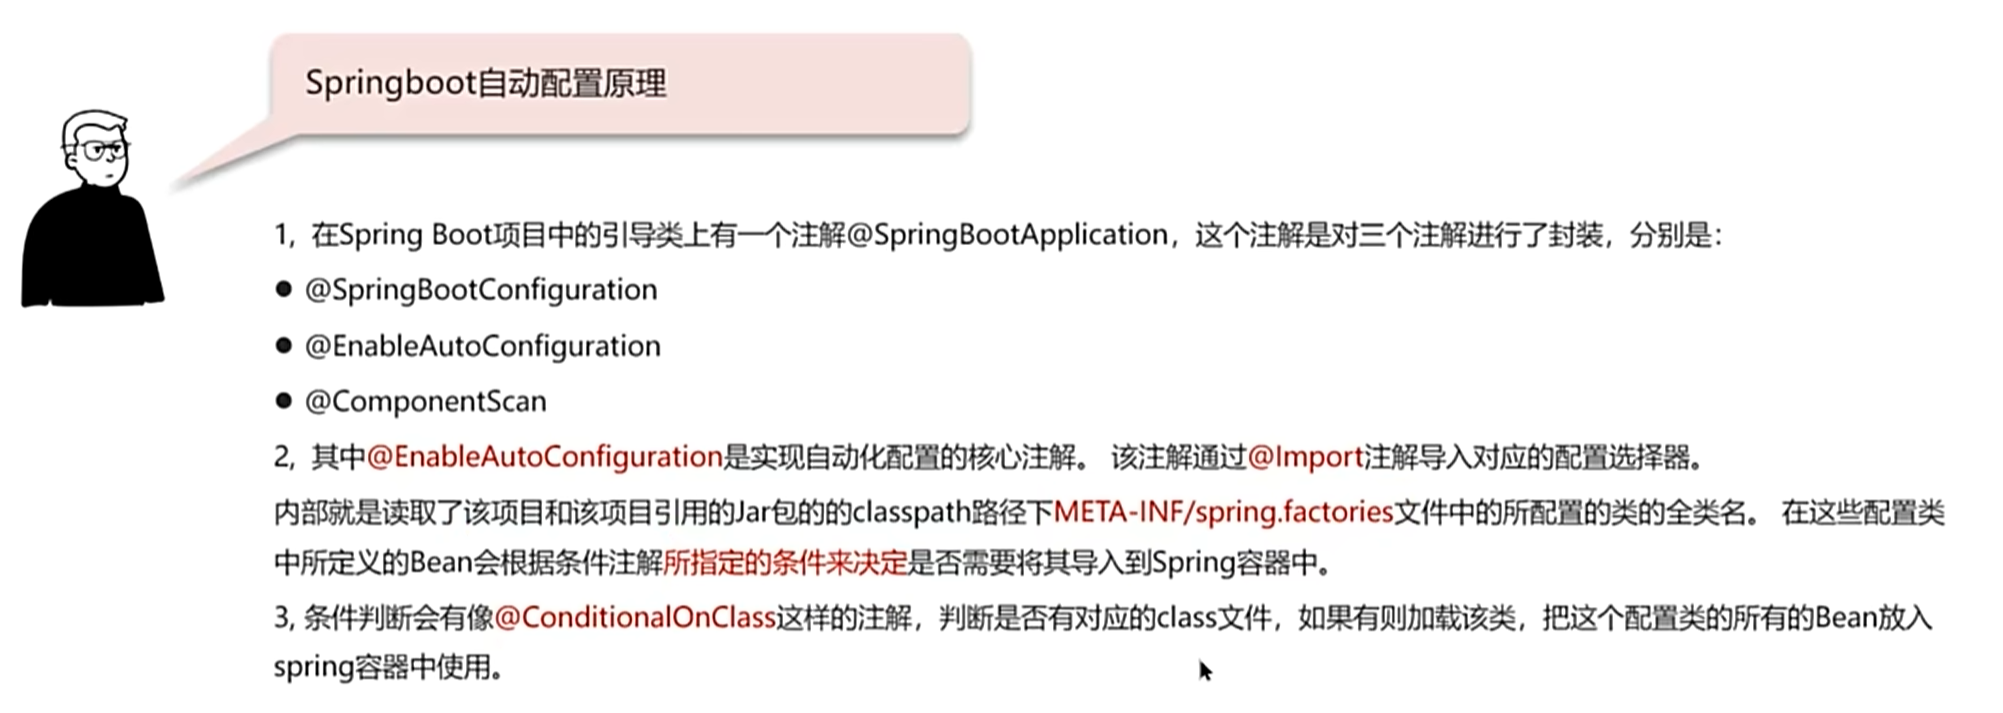 Springboot自动配置原理
1, 在Spring Boot项目中的引导类上有一个注解@SpringBootApplication，这个注解是对三个注解进行了封装，分别是：
● @SpringBootConfiguration
● @EnableAutoConfiguration
● @ComponentScan
2, 其中@EnableAutoConfiguration是实现自动化配置的核心注解。 该注解通过@Import注解导入对应的配置选择器。
内部就是读取了该项目和该项目引用的Jar包的的classpath路径下META-INF/spring.factories文件中的所配置的类的全类名。 在这些配置类
中所定义的Bean会根据条件注解所指定的条件来决定是否需要将其导入到Spring容器中。
3, 条件判断会有像@ConditionalOnClass这样的注解，判断是否有对应的class文件，如果有则加载该类，把这个配置类的所有的Bean放入
spring容器中使用。